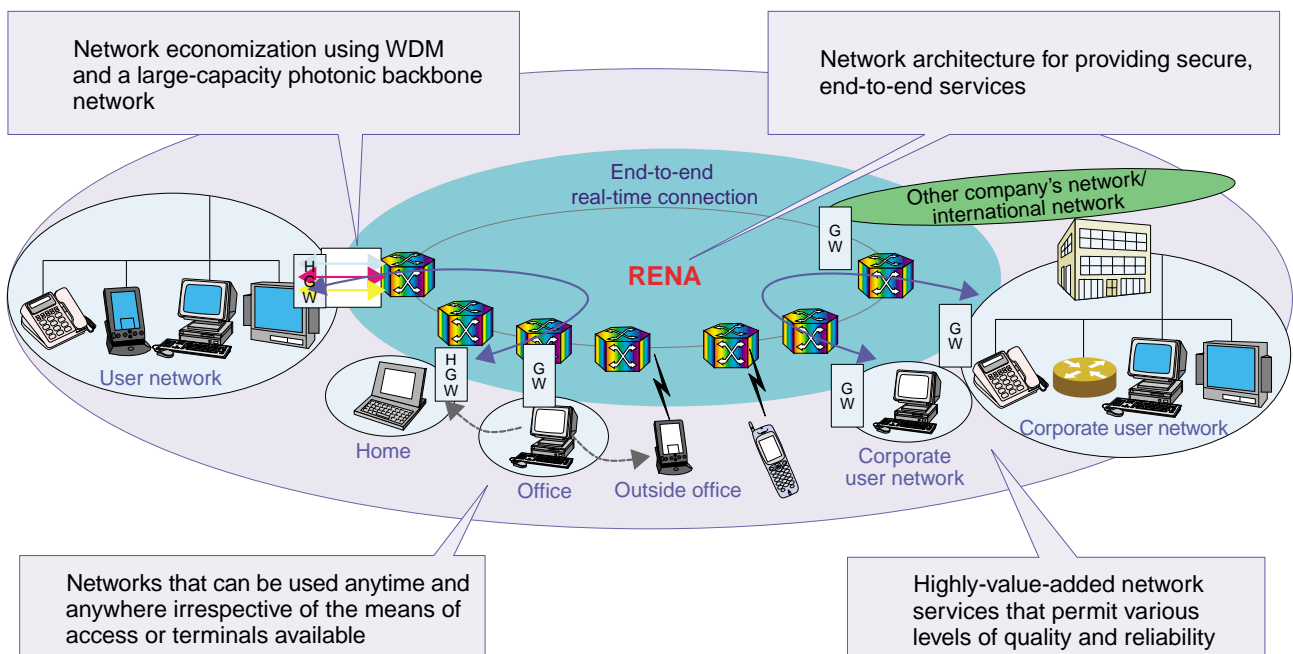 Network economization using WDM
and a large-capacity photonic backbone
network
Network architecture for providing secure,
end-to-end services
End-to-end
real-time connection
Other company's network/
international network
RENA
H
G
W
G
W
User network
H
G
W
G
W
G
W
G
W
Home
Office
Outside office
Corporate
user network
Corporate user network
Networks that can be used anytime and
anywhere irrespective of the means of
access or terminals available
Highly-value-added network
services that permit various
levels of quality and reliability